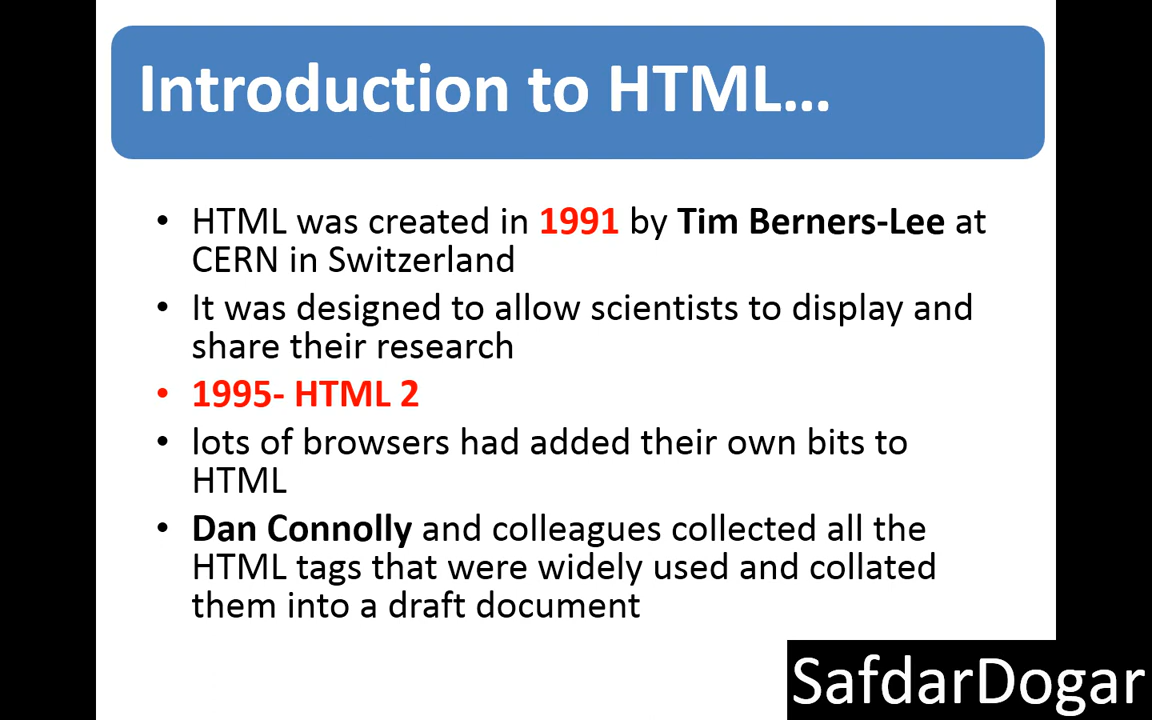 Introduction to HTML...
• HTML was created in 1991 by Tim Berners-Lee at
CERN in Switzerland
• It was designed to allow scientists to display and
share their research
• 1995- HTML 2
• lots of browsers had added their own bits to
HTML
• Dan Connolly and colleagues collected all the
HTML tags that were widely used and collated
them into a draft document
SafdarDogar